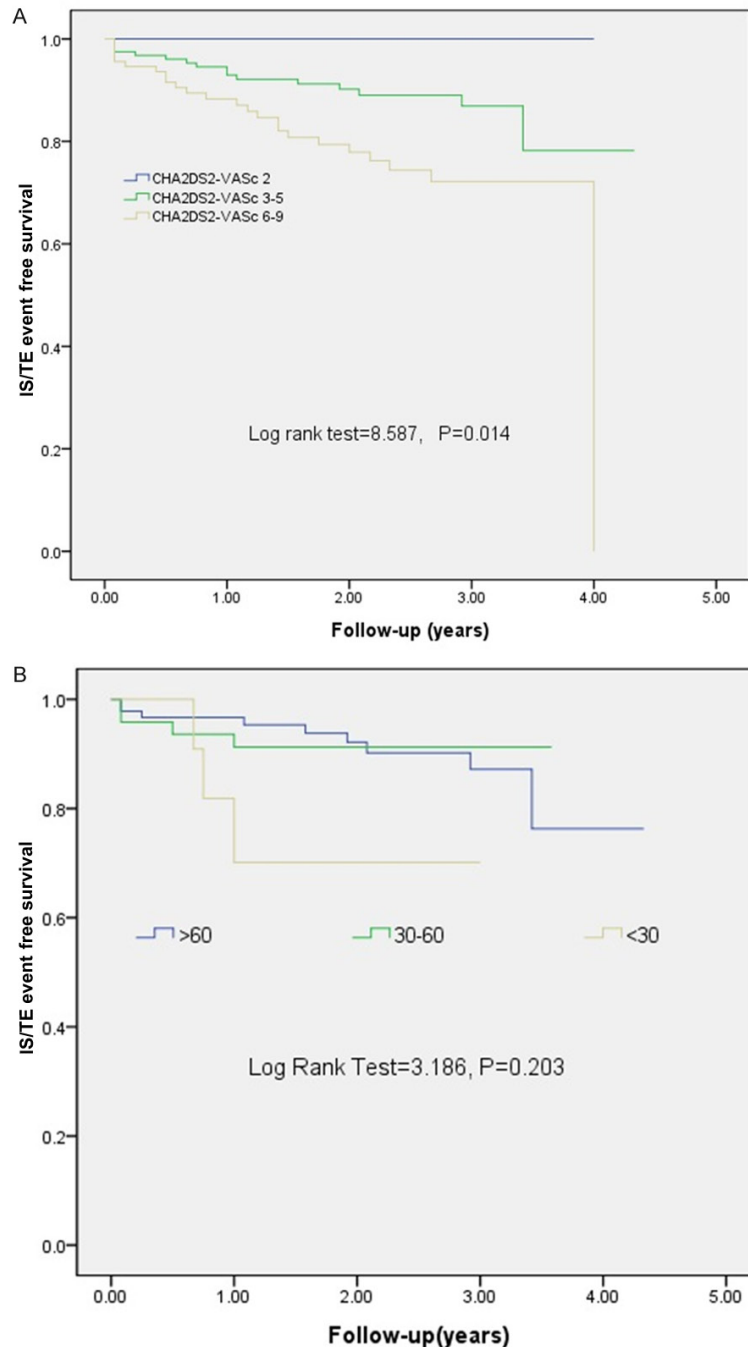 A
1.0
0.8
0.6
0.4
0.2
0.0
IS/TE event free survival
CHA2DS2-VASc 2
CHA2DS2-VASc 3-5
CHA2DS2-VASc 6-9
Log rank test=8.587, P=0.014
0.00 1.00 2.00 3.00 4.00 5.00
Follow-up (years)
B
1.0
0.8
0.6
0.4
0.2
0.0
IS/TE event free survival
>60 30-60 <30
Log Rank Test=3.186, P=0.203
0.00 1.00 2.00 3.00 4.00 5.00
Follow-up(years)